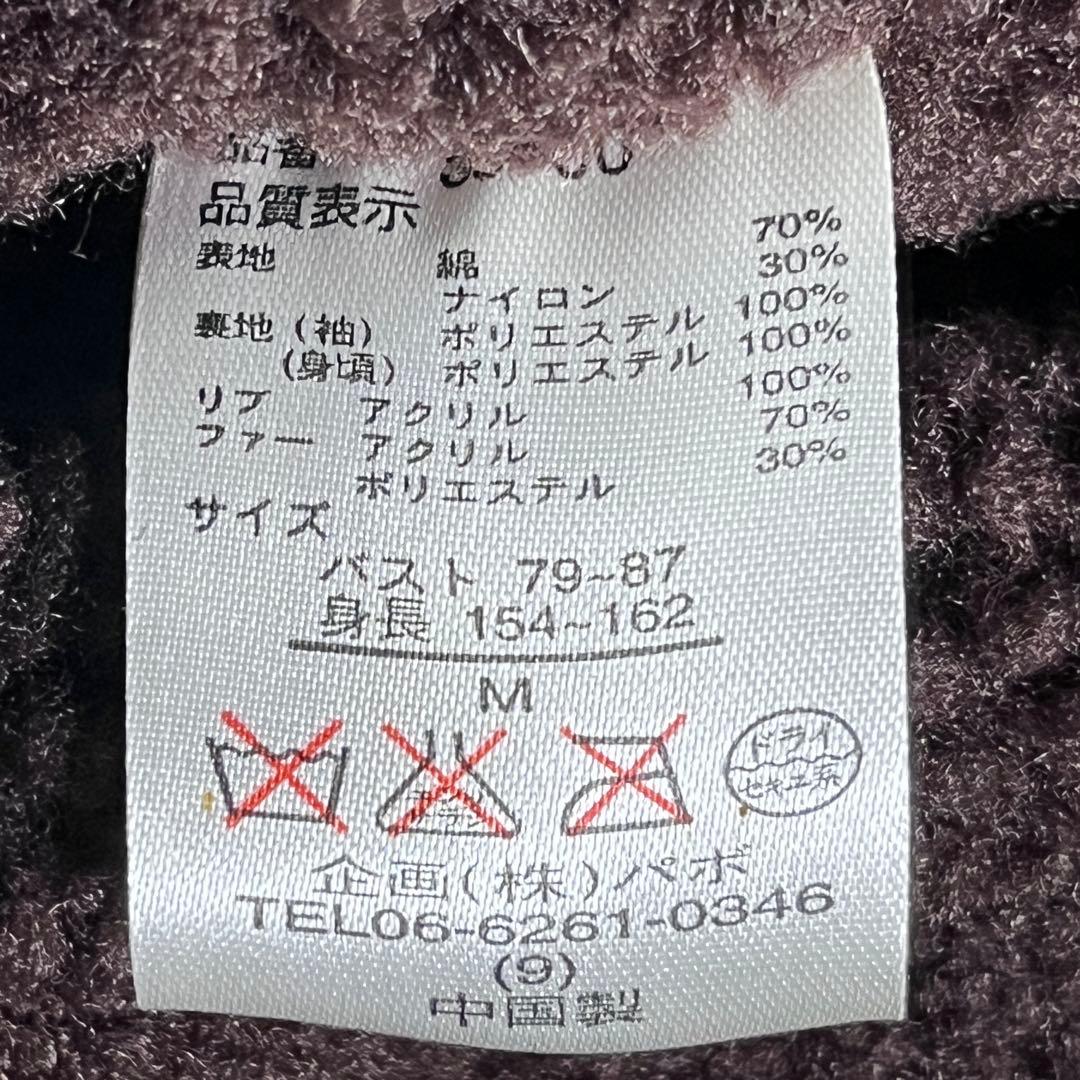 品番
品質表示
表地 綿 70%
ナイロン 30%
裏地(袖) ポリエステル 100%
(身頃) ポリエステル 100%
リブ アクリル 100%
ファー アクリル 70%
ポリエステル 30%
サイズ
バスト 79~87
身長 154~162
M
ドライ
セキユ系
企画(株)パポ
TEL06-6261-0346
(9)
中国製